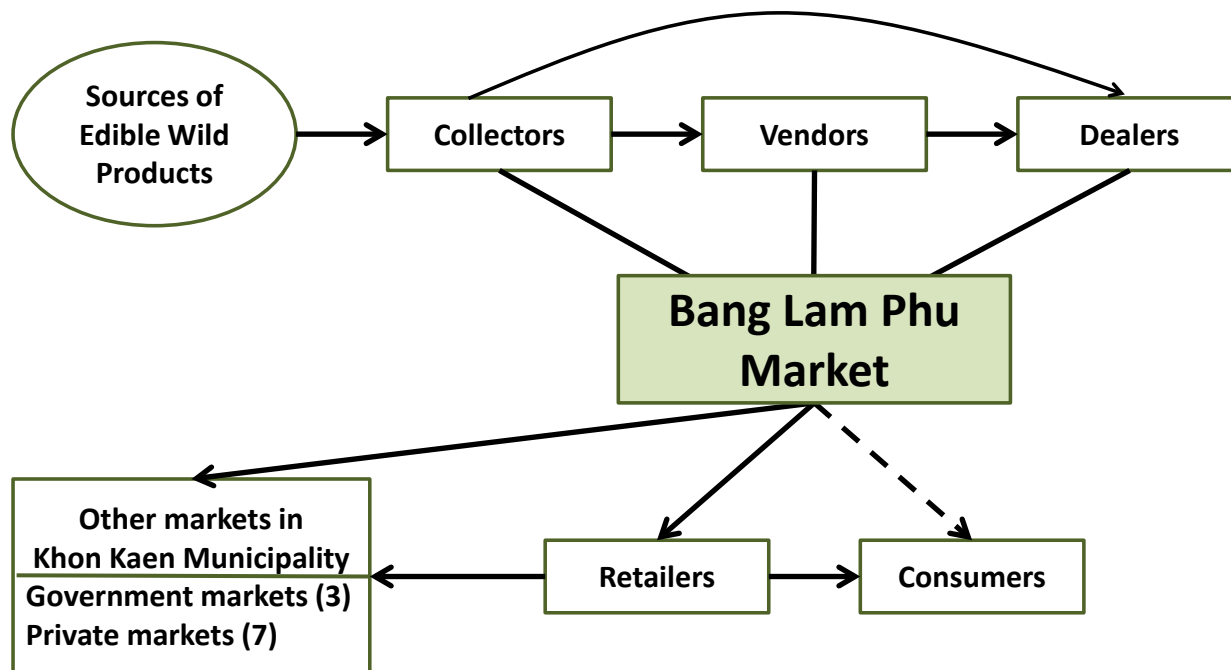 Sources of
Edible Wild
Products
Collectors
Vendors
Dealers
Bang Lam Phu
Market
Other markets in
Khon Kaen Municipality
Government markets (3)
Private markets (7)
Retailers
Consumers